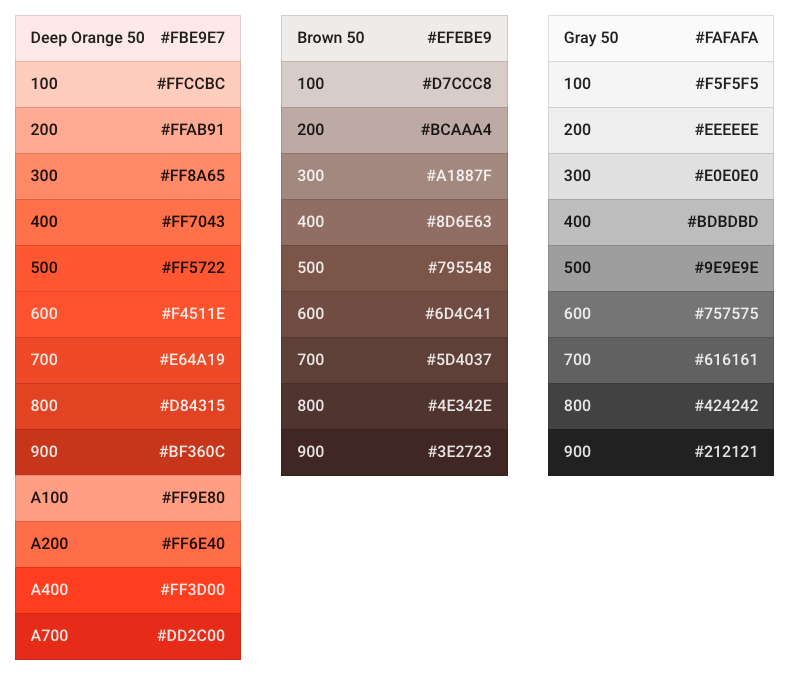 Deep Orange 50 #FBE9E7
100 #FFCCBC
200 #FFAB91
300 #FF8A65
400 #FF7043
500 #FF5722
600 #F4511E
700 #E64A19
800 #D84315
900 #BF360C
A100 #FF9E80
A200 #FF6E40
A400 #FF3D00
A700 #DD2C00
Brown 50 #EFEBE9
100 #D7CCC8
200 #BCAAA4
300 #A1887F
400 #8D6E63
500 #795548
600 #6D4C41
700 #5D4037
800 #4E342E
900 #3E2723
Gray 50 #FAFAFA
100 #F5F5F5
200 #EEEEEE
300 #E0E0E0
400 #BDBDBD
500 #9E9E9E
600 #757575
700 #616161
800 #424242
900 #212121